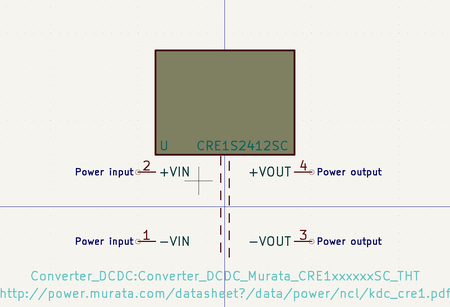 U CRE1S2412SC
Power input 2 +VIN +VOUT 4 Power output
Power input 1 −VIN −VOUT 3 Power output
Converter_DCDC:Converter_DCDC_Murata_CRE1xxxxxxSC_THT
http://power.murata.com/datasheet?/data/power/ncl/kdc_cre1.pdf